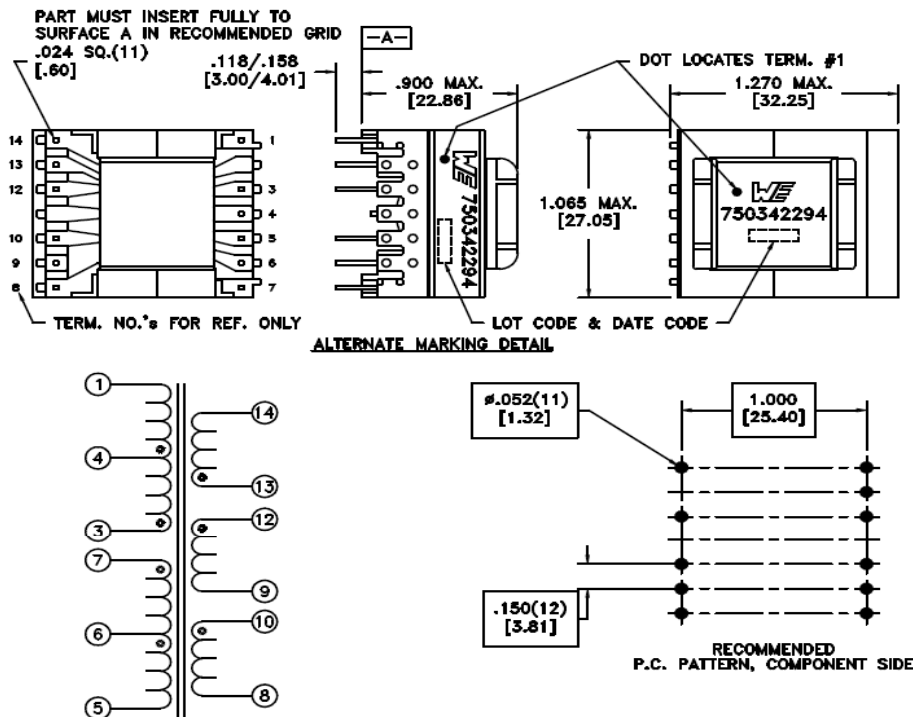 PART MUST INSERT FULLY TO
SURFACE A IN RECOMMENDED GRID
.024 SQ.(11)
[.60]
.118/.158
[3.00/4.01]
-A-
.900 MAX.
[22.86]
DOT LOCATES TERM. #1
1.270 MAX.
[32.25]
14
13
12
10
9
8
1
3
4
5
6
7
WE 750342294
1.065 MAX.
[27.05]
WE
750342294
TERM. NO.'s FOR REF. ONLY
LOT CODE & DATE CODE
ALTERNATE MARKING DETAIL
1
4
3
7
6
5
14
13
12
9
10
8
ø.052(11)
[1.32]
1.000
[25.40]
.150(12)
[3.81]
RECOMMENDED
P.C. PATTERN, COMPONENT SIDE